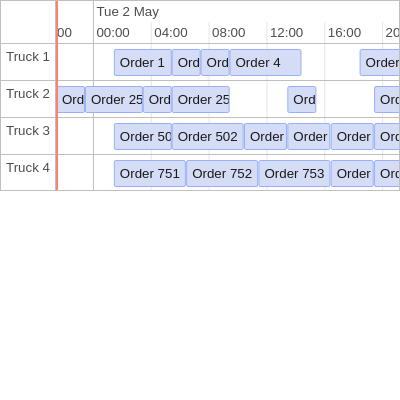 Tue 2 May
00 00:00 04:00 08:00 12:00 16:00 20
Truck 1 Order 1 Ord Ord Order 4 Order
Truck 2 Ord Order 25 Ord Order 25 Ord Ord
Truck 3 Order 50 Order 502 Order Order Order Ord
Truck 4 Order 751 Order 752 Order 753 Order Ord